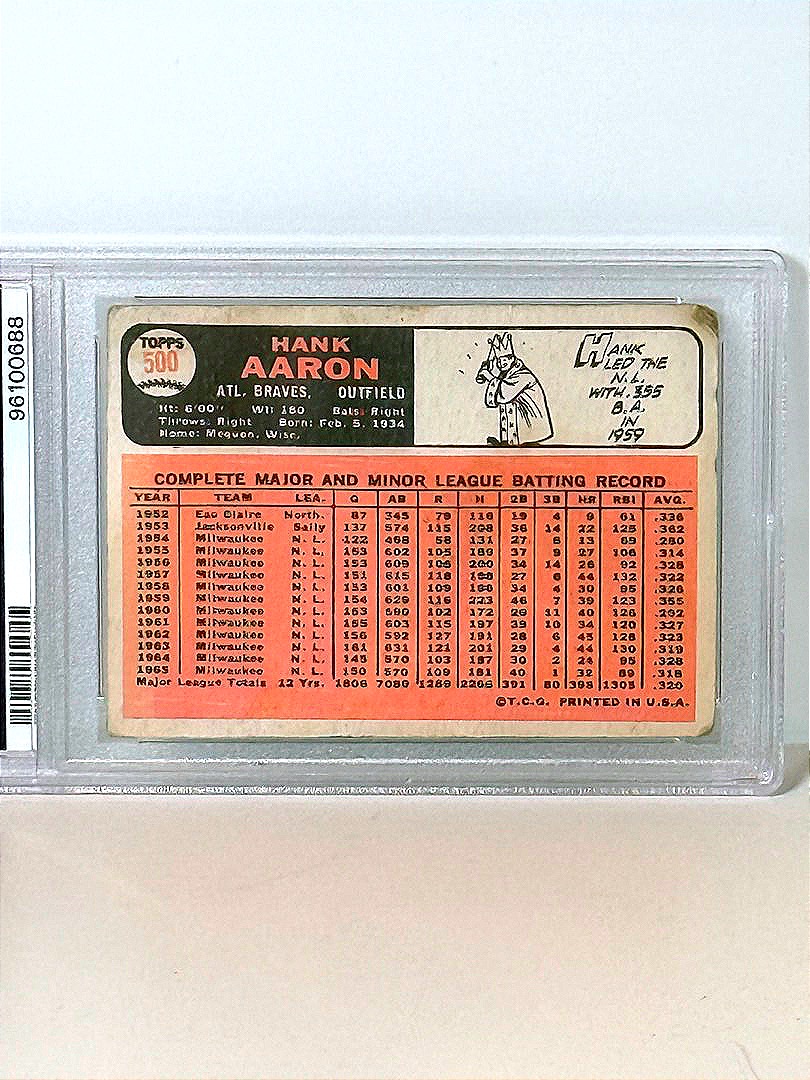 96100688
TOPPS
500
HANK
AARON
ATL. BRAVES, OUTFIELD
Ht: 6'00" Wt: 180 Bats: Right
Throws: Right Born: Feb. 5, 1934
Home: Mequon, Wisc.
HANK
LED THE
N.L.
WITH .355
B.A.
IN
1959
COMPLETE MAJOR AND MINOR LEAGUE BATTING RECORD
YEAR TEAM LEA. G AB R H 2B 3B HR RBI AVG.
1952 Eau Claire North. 87 345 79 116 19 4 9 61 .336
1953 Jacksonville Sally 137 574 115 208 36 14 22 125 .362
1954 Milwaukee N. L. 122 468 58 131 27 6 13 69 .280
1955 Milwaukee N. L. 153 602 105 189 37 9 27 106 .314
1956 Milwaukee N. L. 153 609 106 200 34 14 26 92 .328
1957 Milwaukee N. L. 151 615 118 198 27 6 44 132 .322
1958 Milwaukee N. L. 153 601 109 196 34 4 30 95 .326
1959 Milwaukee N. L. 154 629 116 223 46 7 39 123 .355
1960 Milwaukee N. L. 153 590 102 172 20 11 40 126 .292
1961 Milwaukee N. L. 155 603 115 197 39 10 34 120 .327
1962 Milwaukee N. L. 156 592 127 191 28 6 45 128 .323
1963 Milwaukee N. L. 161 631 121 201 29 4 44 130 .319
1964 Milwaukee N. L. 145 570 103 187 30 2 24 95 .328
1965 Milwaukee N. L. 150 570 109 181 40 1 32 89 .318
Major League Totals 12 Yrs. 1806 7080 1289 2266 391 80 398 1305 .320
©T.C.G. PRINTED IN U.S.A.